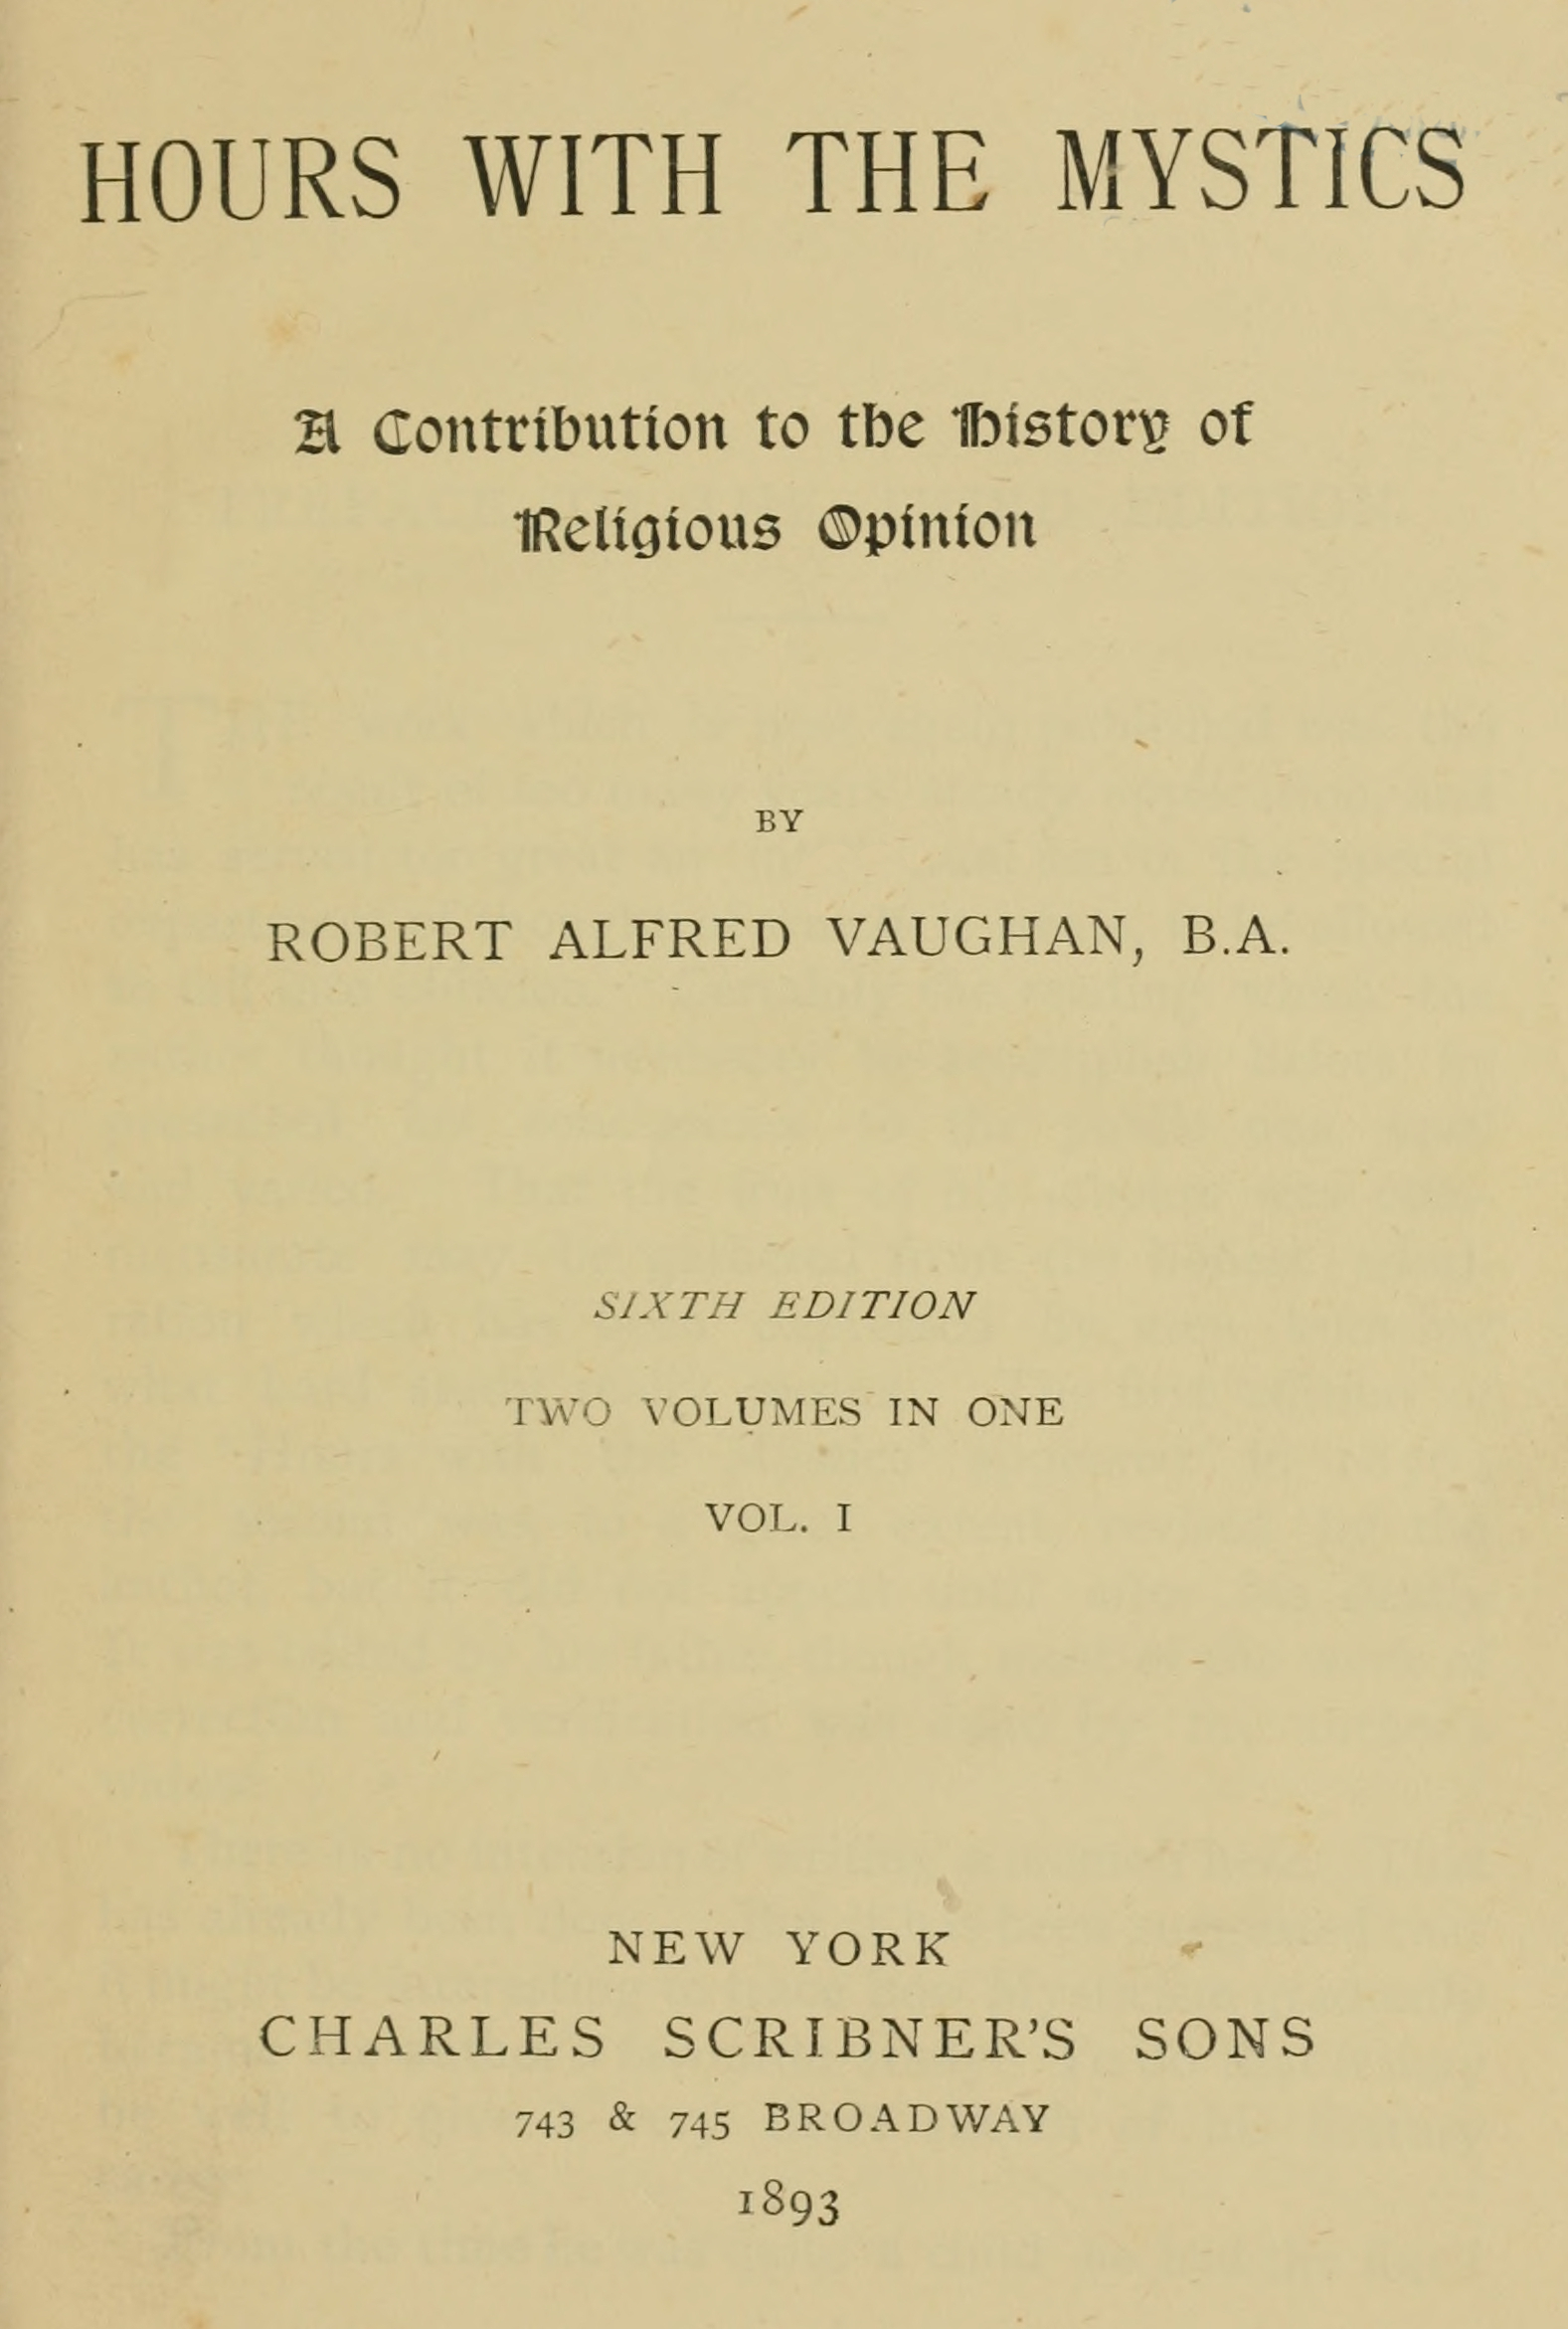 HOURS WITH THE MYSTICS
A Contribution to the History of
Religious Opinion
BY
ROBERT ALFRED VAUGHAN, B.A.
SIXTH EDITION
TWO VOLUMES IN ONE
VOL. I
NEW YORK
CHARLES SCRIBNER'S SONS
743 & 745 BROADWAY
1893